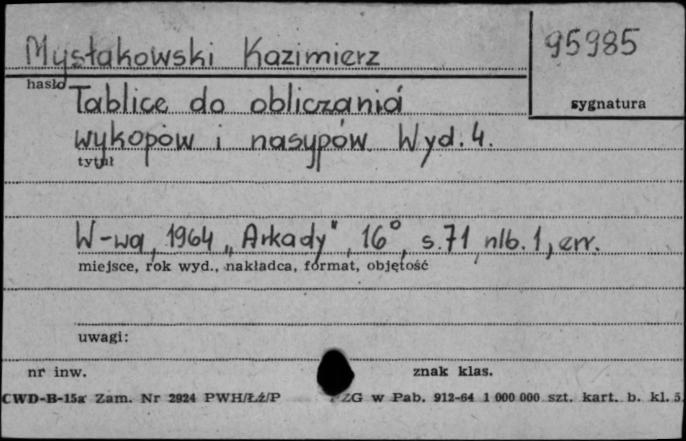 Mysłakowski Kazimierz
95985
hasło
sygnatura
Tablice do obliczania
wykopów i nasypów. Wyd. 4.
tytuł
W-wa, 1964 „Arkady", 16°, s. 71 nlb. 1, err.
miejsce, rok wyd., nakładca, format, objętość
uwagi:
nr inw.
znak klas.
CWD-B-15a Zam. Nr 2924 PWH/Łź/P
ZG w Pab. 912-64 1 000 000 szt. kart. b. kl. 5